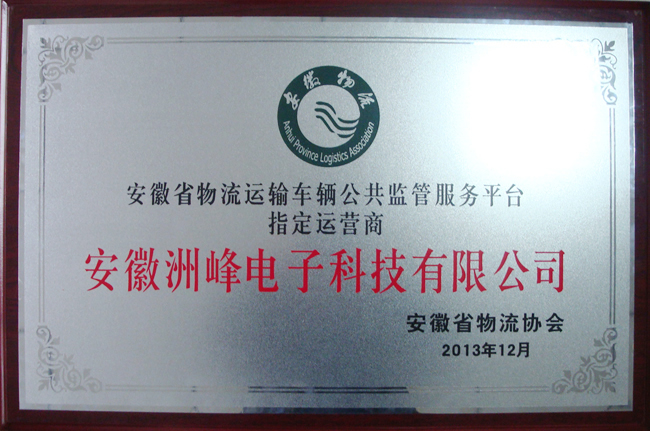 安徽物流
Anhui Province Logistics Association
安徽省物流运输车辆公共监管服务平台
指定运营商
安徽洲峰电子科技有限公司
安徽省物流协会
2013年12月